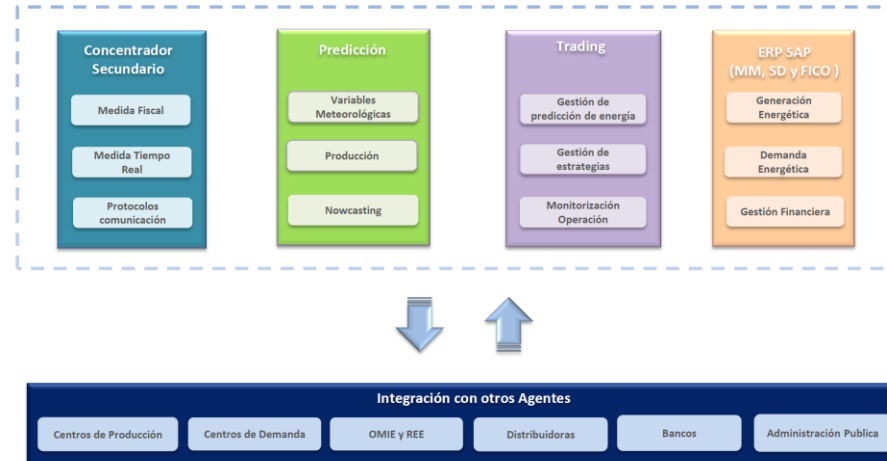 Concentrador
Secundario
Medida Fiscal
Medida Tiempo
Real
Protocolos
comunicación
Predicción
Variables
Meteorológicas
Producción
Nowcasting
Trading
Gestión de
predicción de energía
Gestión de
estrategias
Monitorización
Operación
ERP SAP
(MM, SD y FICO )
Generación
Energética
Demanda
Energética
Gestión Financiera
Integración con otros Agentes
Centros de Producción
Centros de Demanda
OMIE y REE
Distribuidoras
Bancos
Administración Publica